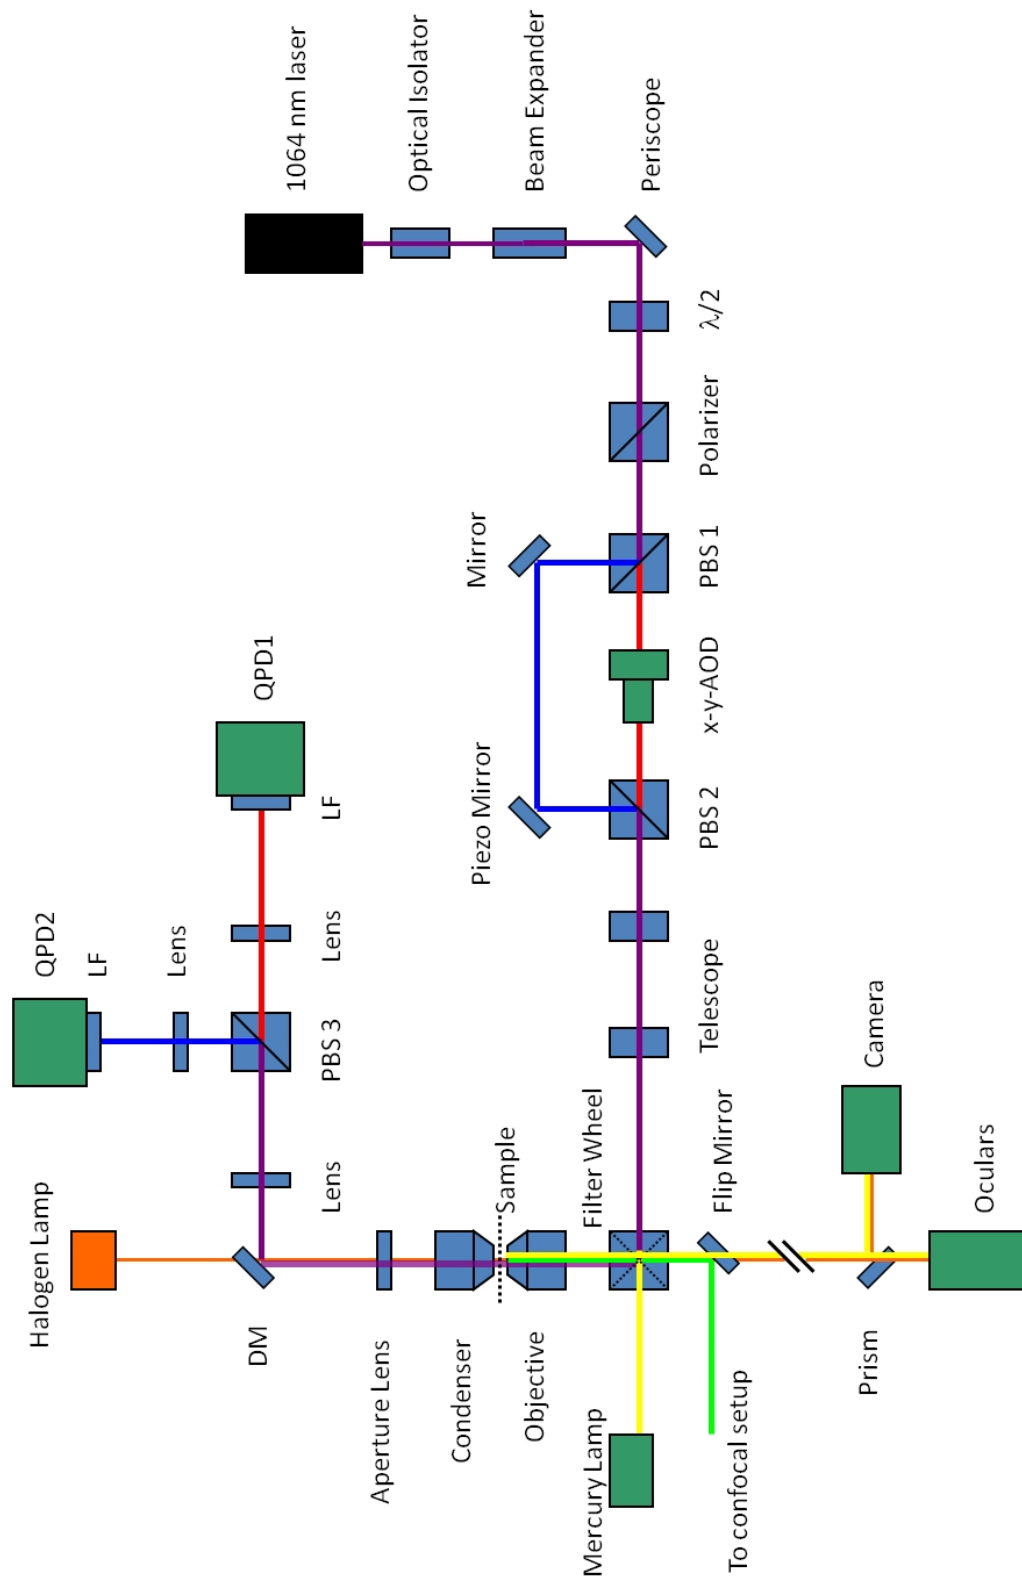 Halogen Lamp
QPD2
LF
Lens
QPD1
1064 nm laser
DM
Lens
PBS 3
Lens
LF
Optical Isolator
Aperture Lens
Beam Expander
Condenser
Sample
Piezo Mirror
Mirror
Objective
Filter Wheel
Periscope
Mercury Lamp
Flip Mirror
Telescope
PBS 2
x-y-AOD
PBS 1
Polarizer
λ/2
To confocal setup
Prism
Camera
Oculars